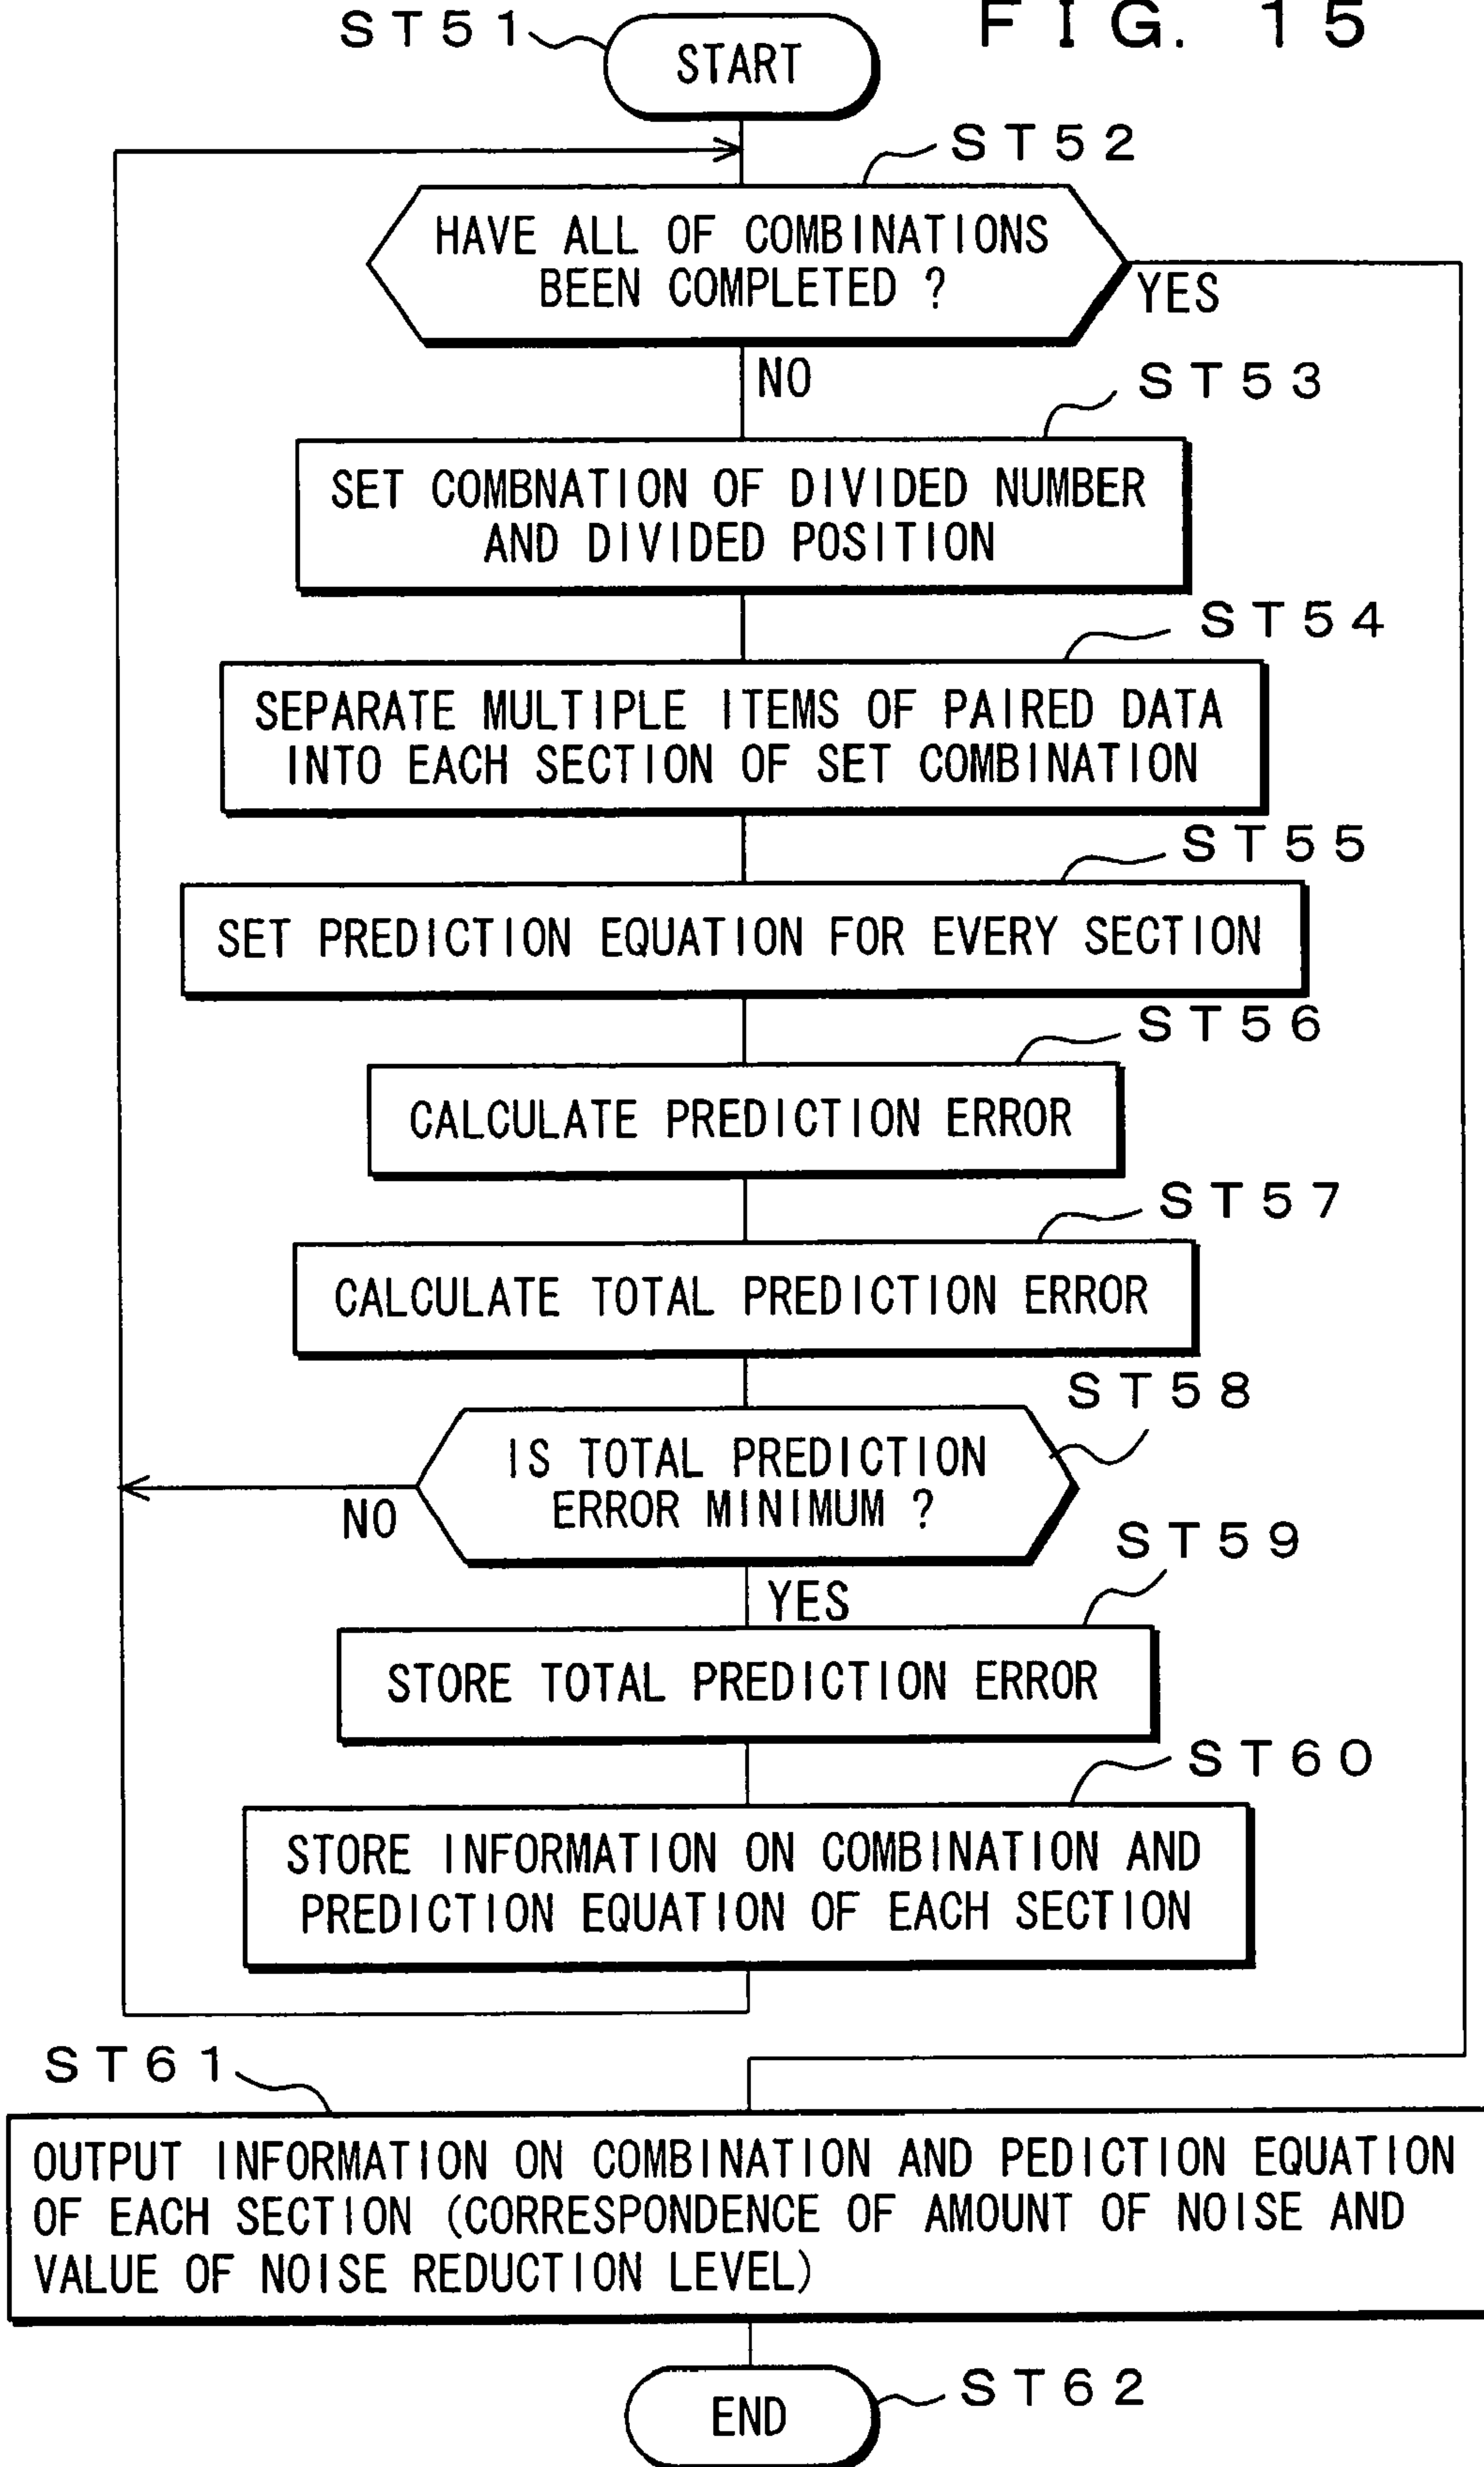 FIG. 15
ST51
START
ST52
HAVE ALL OF COMBINATIONS
BEEN COMPLETED ?
YES
NO
ST53
SET COMBNATION OF DIVIDED NUMBER
AND DIVIDED POSITION
ST54
SEPARATE MULTIPLE ITEMS OF PAIRED DATA
INTO EACH SECTION OF SET COMBINATION
ST55
SET PREDICTION EQUATION FOR EVERY SECTION
ST56
CALCULATE PREDICTION ERROR
ST57
CALCULATE TOTAL PREDICTION ERROR
ST58
IS TOTAL PREDICTION
ERROR MINIMUM ?
NO
YES
ST59
STORE TOTAL PREDICTION ERROR
ST60
STORE INFORMATION ON COMBINATION AND
PREDICTION EQUATION OF EACH SECTION
ST61
OUTPUT INFORMATION ON COMBINATION AND PEDICTION EQUATION
OF EACH SECTION (CORRESPONDENCE OF AMOUNT OF NOISE AND
VALUE OF NOISE REDUCTION LEVEL)
END
ST62